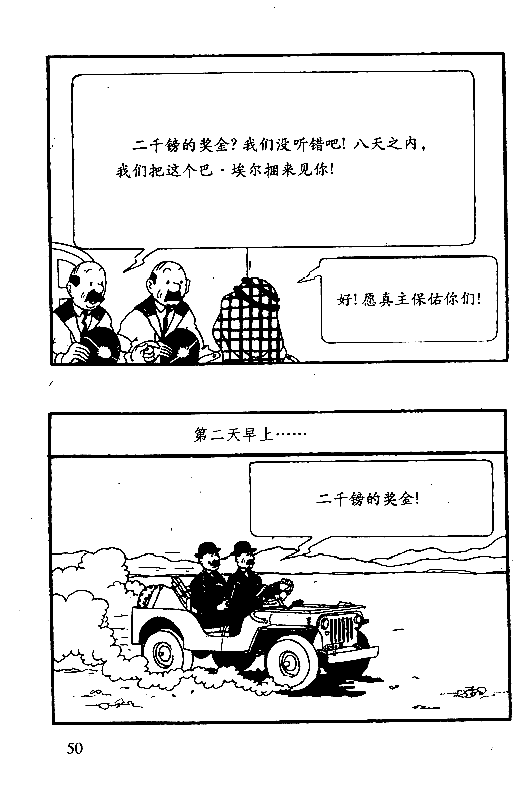 二千镑的奖金?我们没听错吧!八天之内,
我们把这个巴·埃尔捆来见你!
好!愿真主保佑你们!
第二天早上……
二千镑的奖金!
50